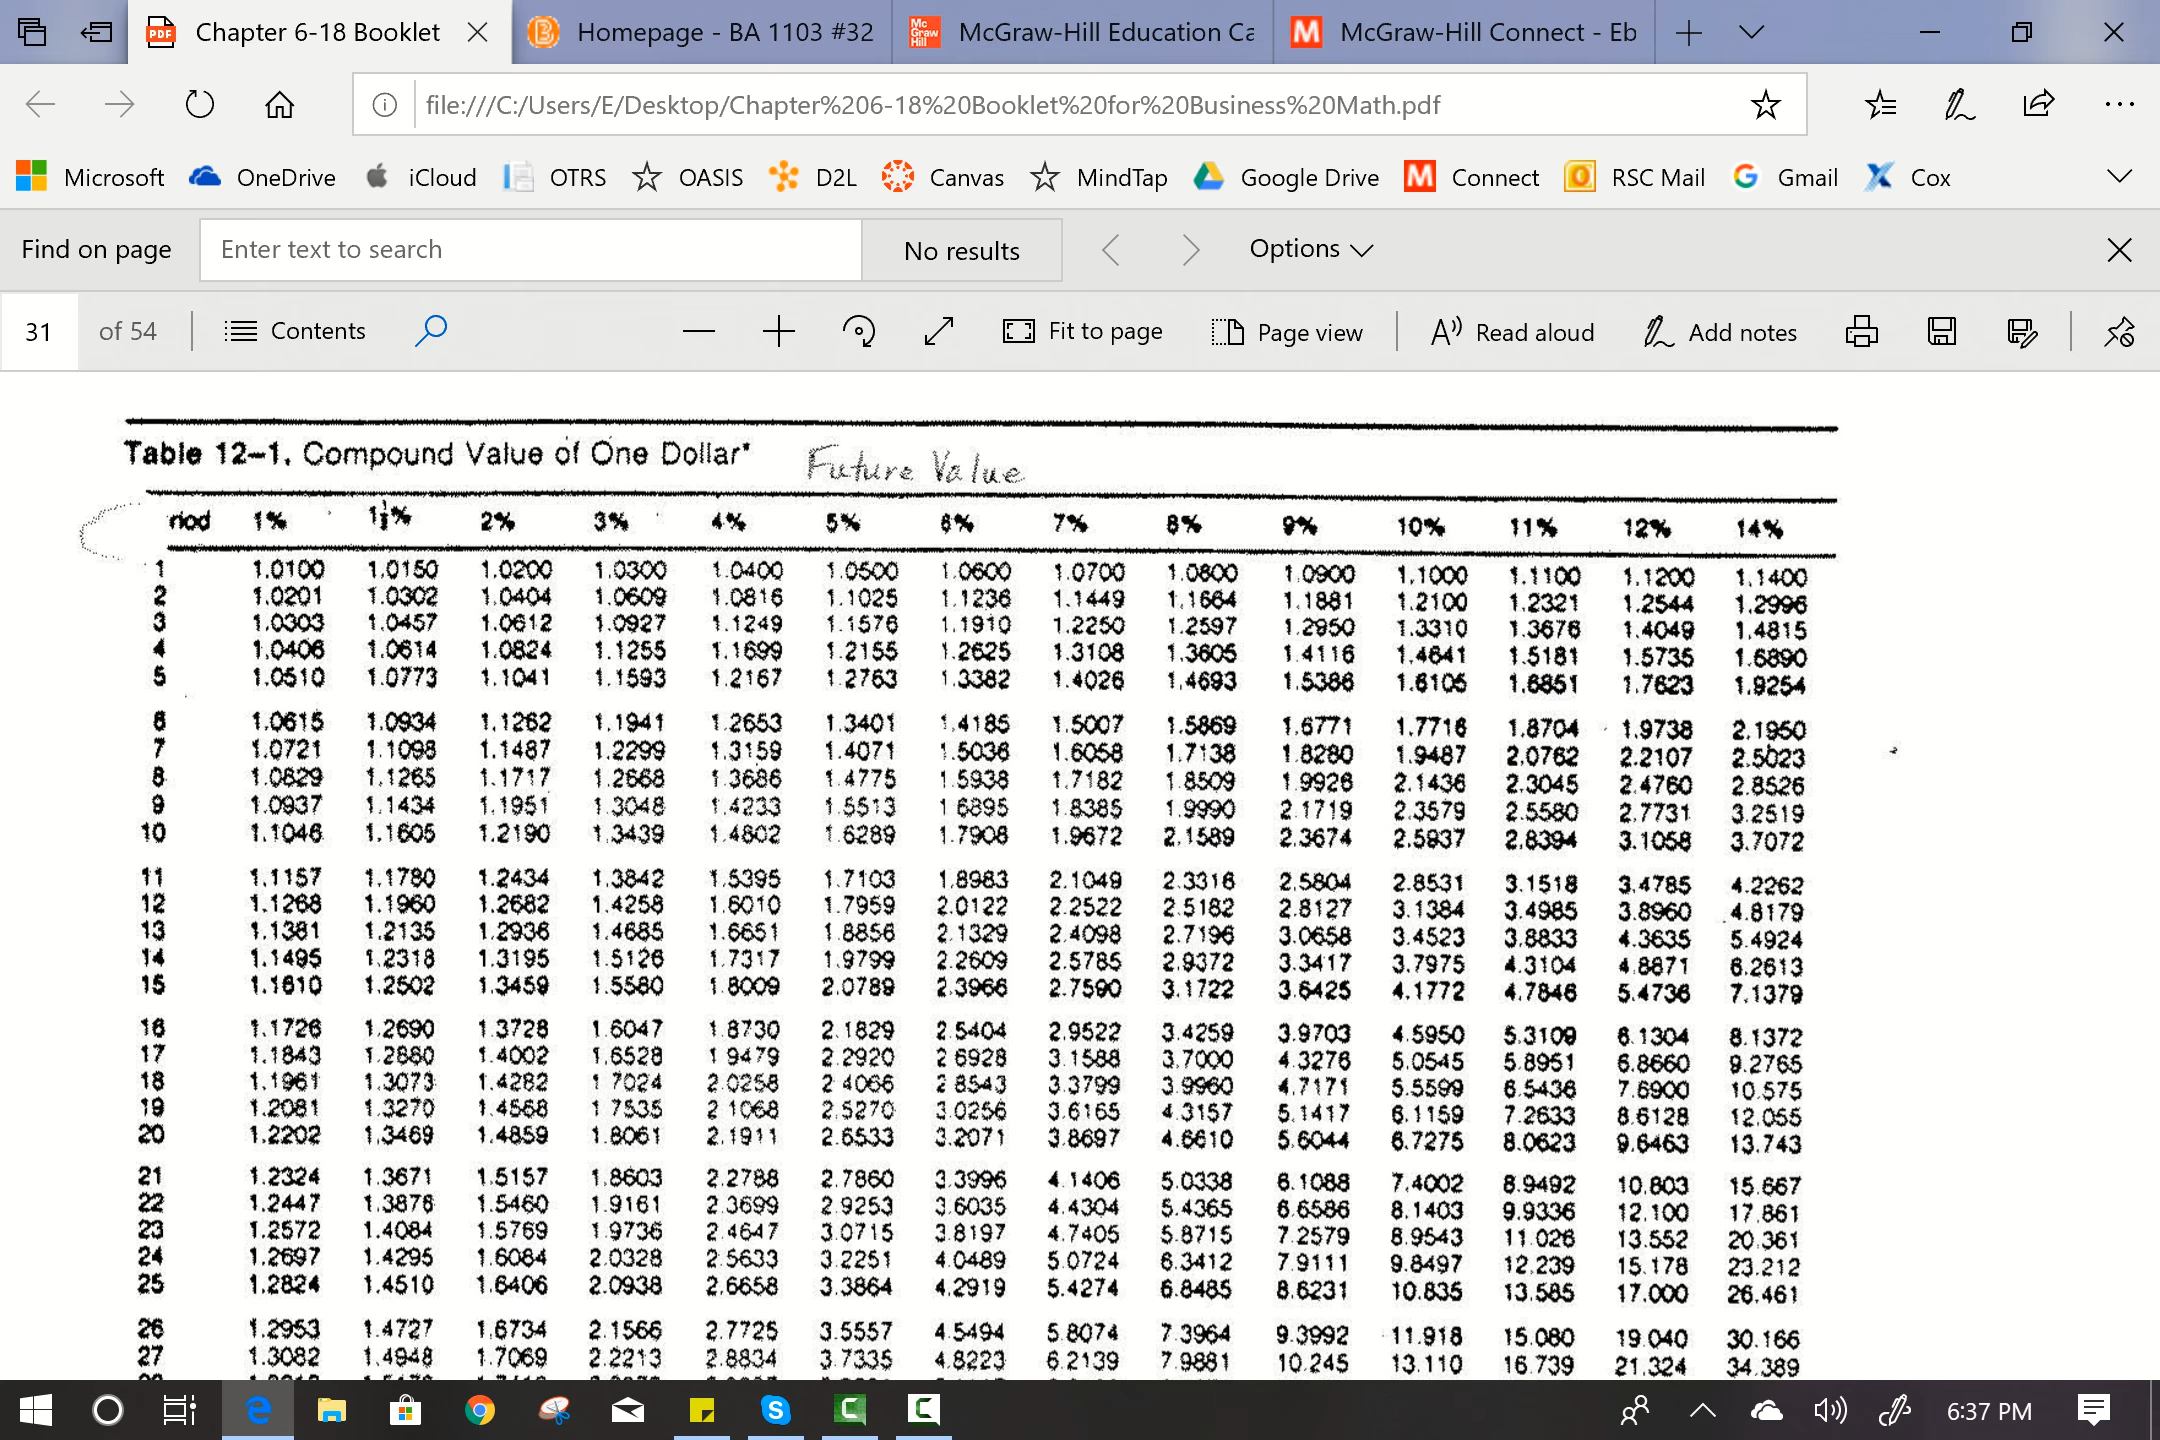 Chapter 6-18 Booklet
Homepage - BA 1103 #32
McGraw-Hill Education Ca
McGraw-Hill Connect - Eb
file:///C:/Users/E/Desktop/Chapter%206-18%20Booklet%20for%20Business%20Math.pdf
Microsoft OneDrive iCloud OTRS OASIS D2L Canvas MindTap Google Drive Connect RSC Mail Gmail Cox
Find on page Enter text to search No results Options
31 of 54 Contents Fit to page Page view Read aloud Add notes
Table 12-1. Compound Value of One Dollar* Future Value
riod 1% 1½% 2% 3% 4% 5% 6% 7% 8% 9% 10% 11% 12% 14%
1 1.0100 1.0150 1.0200 1.0300 1.0400 1.0500 1.0600 1.0700 1.0800 1.0900 1.1000 1.1100 1.1200 1.1400
2 1.0201 1.0302 1.0404 1.0609 1.0816 1.1025 1.1236 1.1449 1.1664 1.1881 1.2100 1.2321 1.2544 1.2996
3 1.0303 1.0457 1.0612 1.0927 1.1249 1.1576 1.1910 1.2250 1.2597 1.2950 1.3310 1.3676 1.4049 1.4815
4 1.0406 1.0614 1.0824 1.1255 1.1699 1.2155 1.2625 1.3108 1.3605 1.4116 1.4641 1.5181 1.5735 1.6890
5 1.0510 1.0773 1.1041 1.1593 1.2167 1.2763 1.3382 1.4026 1.4693 1.5386 1.6105 1.6851 1.7623 1.9254
6 1.0615 1.0934 1.1262 1.1941 1.2653 1.3401 1.4185 1.5007 1.5869 1.6771 1.7716 1.8704 1.9738 2.1950
7 1.0721 1.1098 1.1487 1.2299 1.3159 1.4071 1.5036 1.6058 1.7138 1.8280 1.9487 2.0762 2.2107 2.5023
8 1.0829 1.1265 1.1717 1.2668 1.3686 1.4775 1.5938 1.7182 1.8509 1.9926 2.1436 2.3045 2.4760 2.8526
9 1.0937 1.1434 1.1951 1.3048 1.4233 1.5513 1 6895 1.8385 1.9990 2.1719 2.3579 2.5580 2.7731 3.2519
10 1.1046 1.1605 1.2190 1.3439 1.4802 1.6289 1.7908 1.9672 2.1589 2.3674 2.5937 2.8394 3.1058 3.7072
11 1.1157 1.1780 1.2434 1.3842 1.5395 1.7103 1.8983 2.1049 2.3316 2.5804 2.8531 3.1518 3.4785 4.2262
12 1.1268 1.1960 1.2682 1.4258 1.6010 1.7959 2.0122 2.2522 2.5182 2.8127 3.1384 3.4985 3.8960 4.8179
13 1.1381 1.2135 1.2936 1.4685 1.6651 1.8856 2.1329 2.4098 2.7196 3.0658 3.4523 3.8833 4.3635 5.4924
14 1.1495 1.2318 1.3195 1.5126 1.7317 1.9799 2.2609 2.5785 2.9372 3.3417 3.7975 4.3104 4.8871 6.2613
15 1.1610 1.2502 1.3459 1.5580 1.8009 2.0789 2.3966 2.7590 3.1722 3.6425 4.1772 4.7846 5.4736 7.1379
16 1.1726 1.2690 1.3728 1.6047 1.8730 2.1829 2.5404 2.9522 3.4259 3.9703 4.5950 5.3109 6.1304 8.1372
17 1.1843 1.2880 1.4002 1.6528 1 9479 2.2920 2 6928 3.1588 3.7000 4.3276 5.0545 5.8951 6.8660 9.2765
18 1.1961 1.3073 1.4282 1 7024 2.0258 2 4066 2 8543 3.3799 3.9960 4.7171 5.5599 6.5436 7.6900 10.575
19 1.2081 1.3270 1.4568 1 7535 2 1068 2.5270 3.0256 3.6165 4.3157 5.1417 6.1159 7.2633 8.6128 12.055
20 1.2202 1.3469 1.4859 1.8061 2.1911 2.6533 3.2071 3.8697 4.6610 5.6044 6.7275 8.0623 9.6463 13.743
21 1.2324 1.3671 1.5157 1.8603 2.2788 2.7860 3.3996 4.1406 5.0338 6.1088 7.4002 8.9492 10.803 15.667
22 1.2447 1.3876 1.5460 1.9161 2.3699 2.9253 3.6035 4.4304 5.4365 6.6586 8.1403 9.9336 12.100 17.861
23 1.2572 1.4084 1.5769 1.9736 2.4647 3.0715 3.8197 4.7405 5.8715 7.2579 8.9543 11.026 13.552 20.361
24 1.2697 1.4295 1.6084 2.0328 2.5633 3.2251 4.0489 5.0724 6.3412 7.9111 9.8497 12.239 15.178 23.212
25 1.2824 1.4510 1.6406 2.0938 2.6658 3.3864 4.2919 5.4274 6.8485 8.6231 10.835 13.585 17.000 26.461
26 1.2953 1.4727 1.6734 2.1566 2.7725 3.5557 4.5494 5.8074 7.3964 9.3992 11.918 15.080 19.040 30.166
27 1.3082 1.4948 1.7069 2.2213 2.8834 3.7335 4.8223 6.2139 7.9881 10.245 13.110 16.739 21.324 34.389
6:37 PM